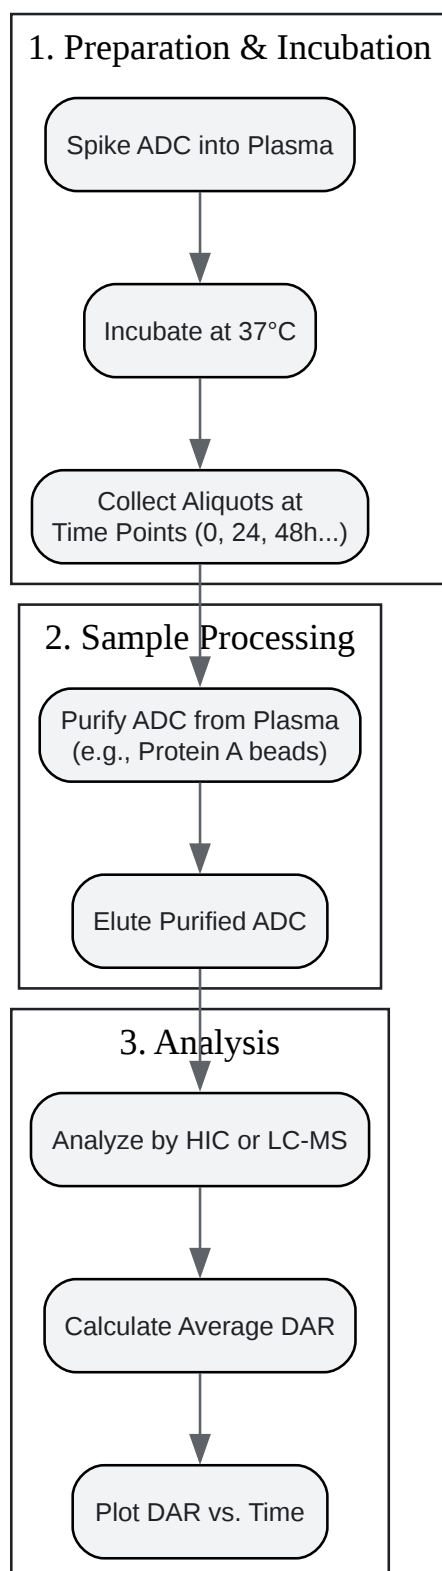 1. Preparation & Incubation
Spike ADC into Plasma
Incubate at 37°C
Collect Aliquots at
Time Points (0, 24, 48h...)
2. Sample Processing
Purify ADC from Plasma
(e.g., Protein A beads)
Elute Purified ADC
3. Analysis
Analyze by HIC or LC-MS
Calculate Average DAR
Plot DAR vs. Time